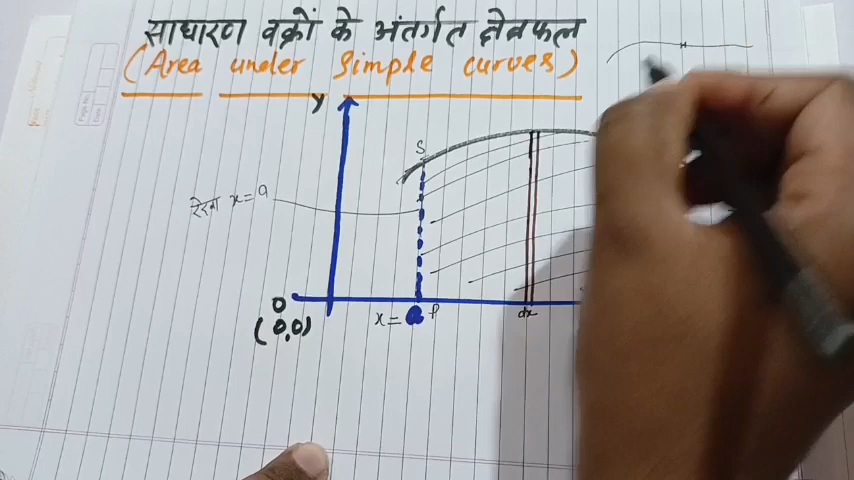 साधारण वक्रों के अंतर्गत क्षेत्रफल
(Area under simple curves)
Y
S
रेखा x=a
O
(0,0)
x=a P
dx